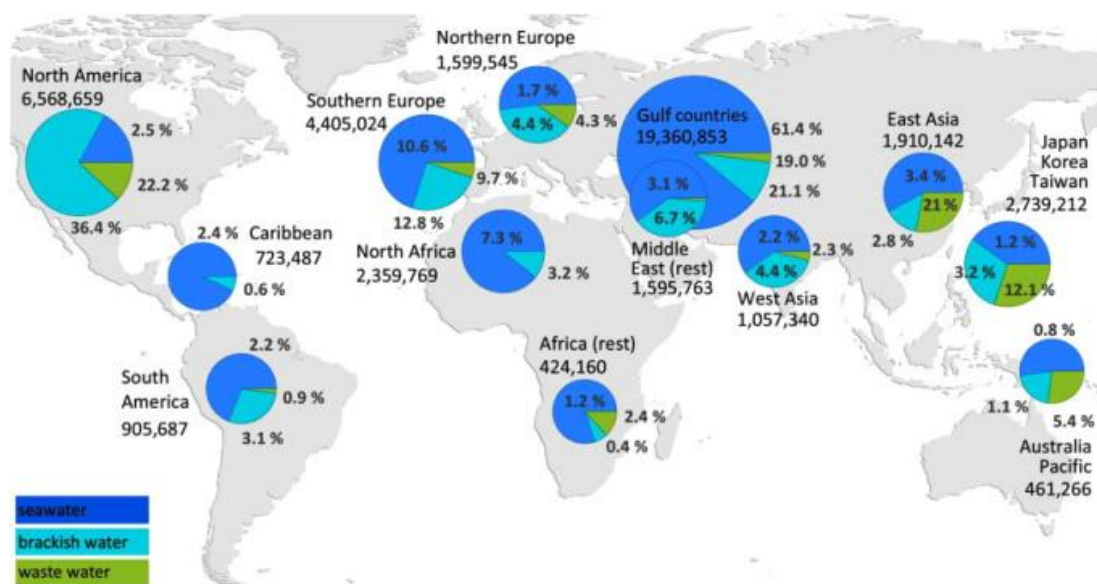 North America
6,568,659
2.5 %
22.2 %
36.4 %
Northern Europe
1,599,545
1.7 %
4.4 %
4.3 %
Southern Europe
4,405,024
10.6 %
9.7 %
12.8 %
Gulf countries
19,360,853
61.4 %
19.0 %
21.1 %
3.1 %
6.7 %
Middle
East (rest)
1,595,763
East Asia
1,910,142
3.4 %
21 %
2.8 %
Japan
Korea
Taiwan
2,739,212
1.2 %
3.2 %
12.1 %
2.4 %
Caribbean
723,487
0.6 %
North Africa
2,359,769
7.3 %
3.2 %
2.2 %
2.3 %
4.4 %
West Asia
1,057,340
2.2 %
South
America
905,687
0.9 %
3.1 %
Africa (rest)
424,160
1.2 %
2.4 %
0.4 %
0.8 %
1.1 %
5.4 %
Australia
Pacific
461,266
seawater
brackish water
waste water